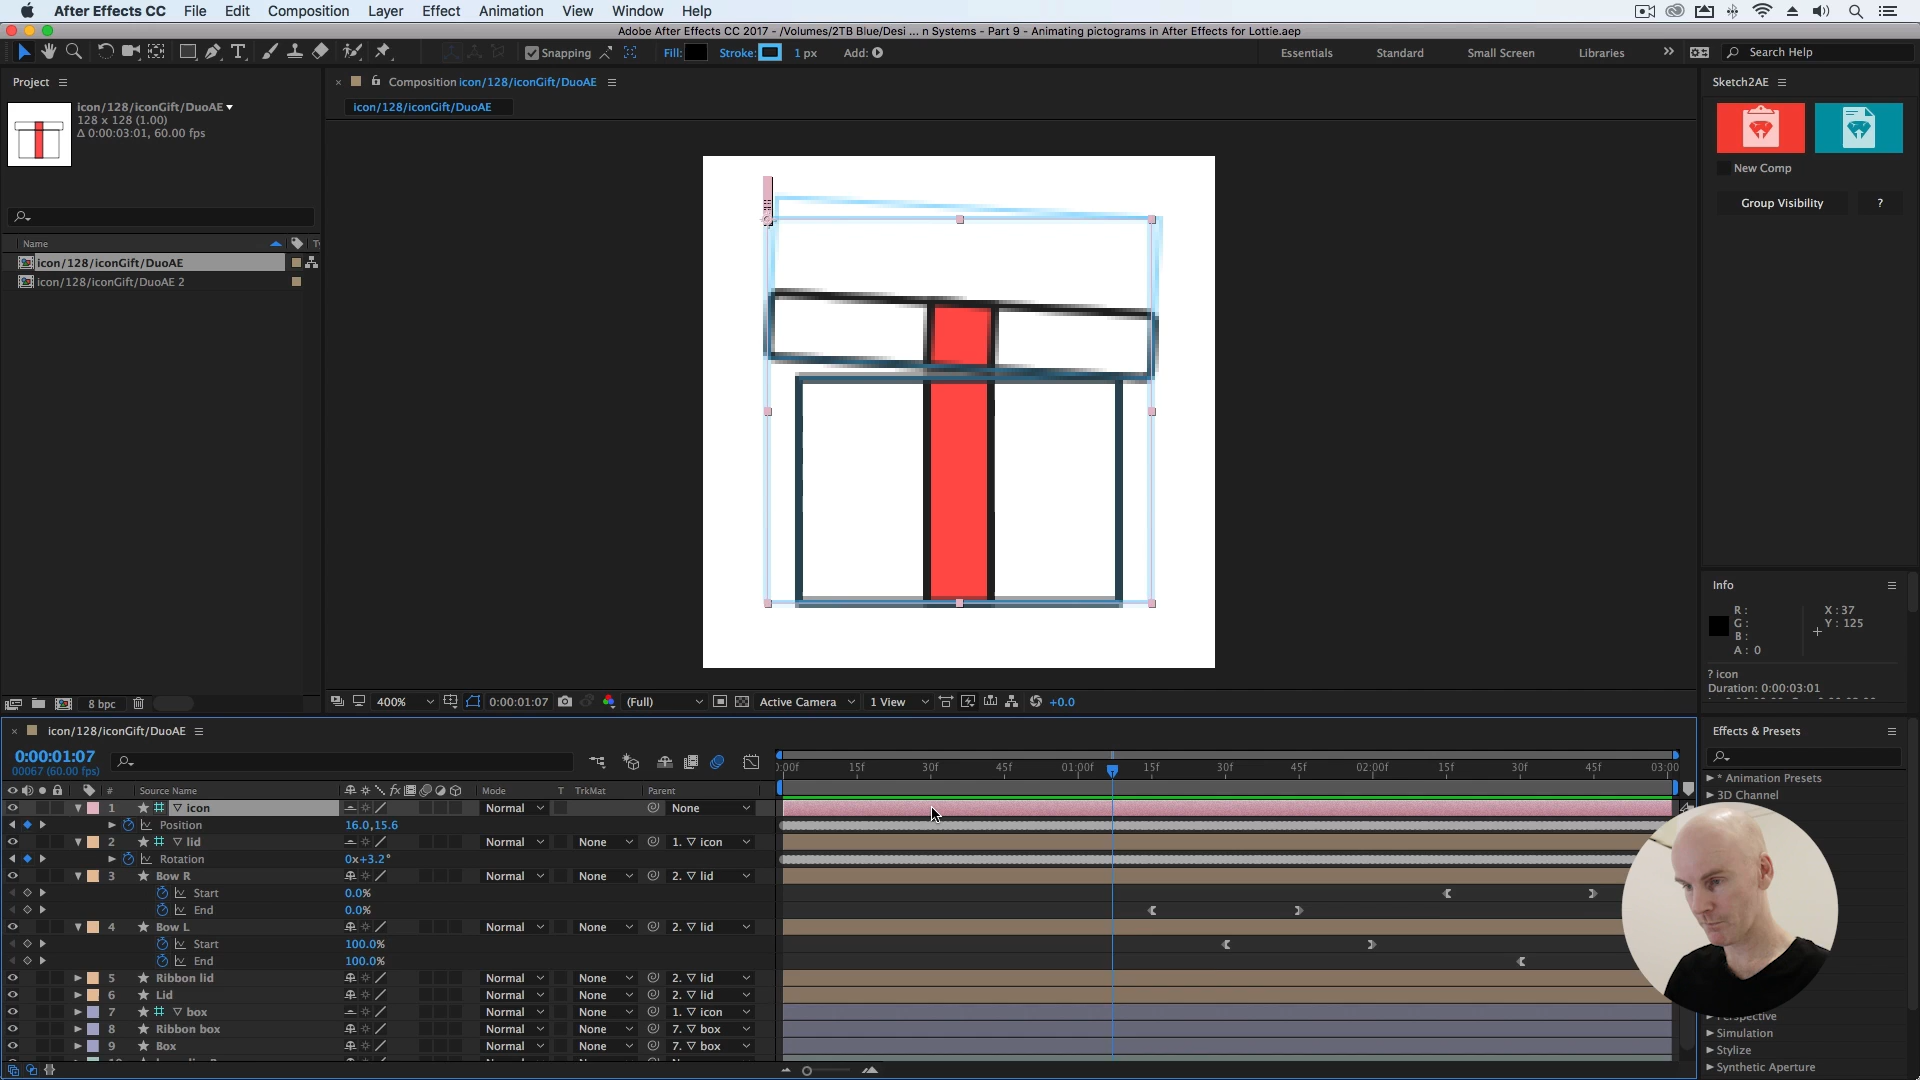 After Effects CC File Edit Composition Layer Effect Animation View Window Help
Adobe After Effects CC 2017 - /Volumes/2TB Blue/Desi ... n Systems - Part 9 - Animating pictograms in After Effects for Lottie.aep
T Snapping Fill: Stroke: 1 px Add: Essentials Standard Small Screen Libraries >> Search Help
Project
icon/128/iconGift/DuoAE
128 x 128 (1.00)
Δ 0:00:03:01, 60.00 fps
Name
icon/128/iconGift/DuoAE
icon/128/iconGift/DuoAE 2
8 bpc
× Composition icon/128/iconGift/DuoAE
icon/128/iconGift/DuoAE
400% 0:00:01:07 (Full) Active Camera 1 View +0.0
Sketch2AE
New Comp
Group Visibility ?
Info
R :
G :
B :
A : 0
X : 37
Y : 125
? icon
Duration: 0:00:03:01
Effects & Presets
* Animation Presets
3D Channel
Perspective
Simulation
Stylize
Synthetic Aperture
× icon/128/iconGift/DuoAE
0:00:01:07
00067 (60.00 fps)
:00f 15f 30f 45f 01:00f 15f 30f 45f 02:00f 15f 30f 45f 03:00
# Source Name fx Mode T TrkMat Parent
1 icon Normal None
Position 16.0,15.6
2 lid Normal 1. icon
Rotation 0x+3.2°
3 Bow R Normal None 2. lid
Start 0.0%
End 0.0%
4 Bow L Normal None 2. lid
Start 100.0%
End 100.0%
5 Ribbon lid Normal None 2. lid
6 Lid Normal None 2. lid
7 box Normal None 1. icon
8 Ribbon box Normal None 7. box
9 Box Normal None 7. box